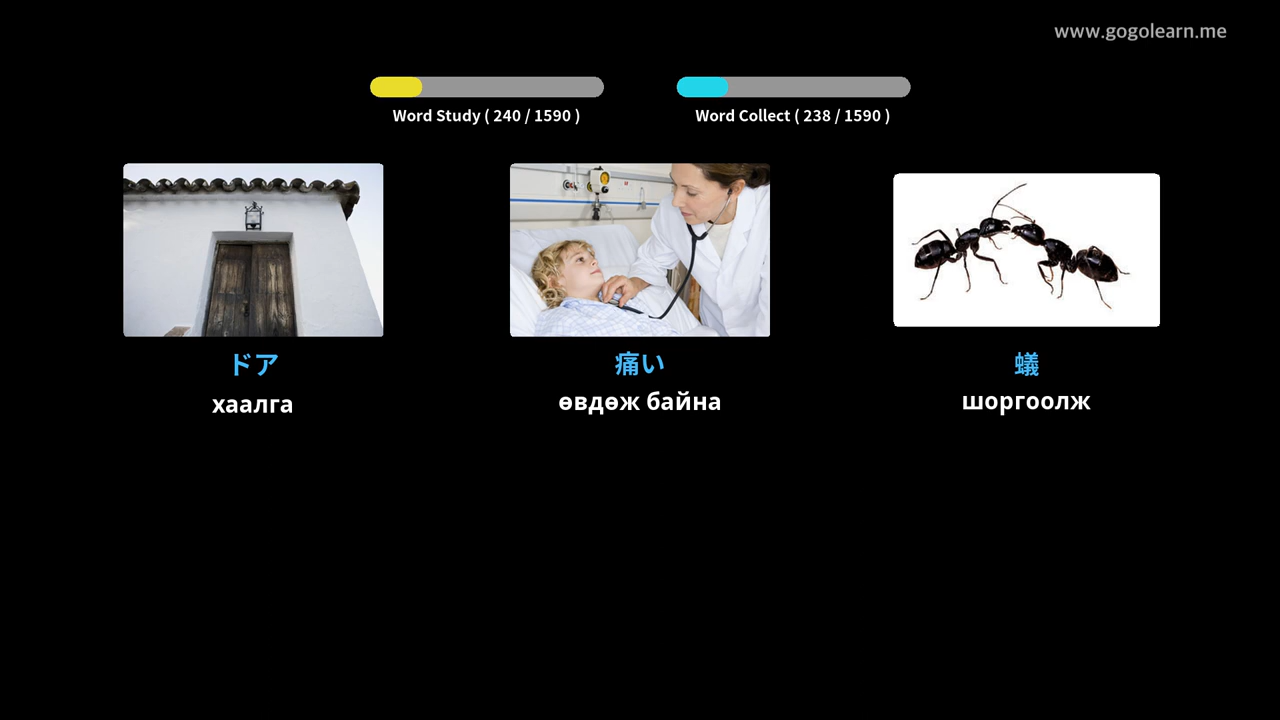 www.gogolearn.me
Word Study ( 240 / 1590 )
Word Collect ( 238 / 1590 )
ドア
痛い
蟻
хаалга
өвдөж байна
шоргоолж